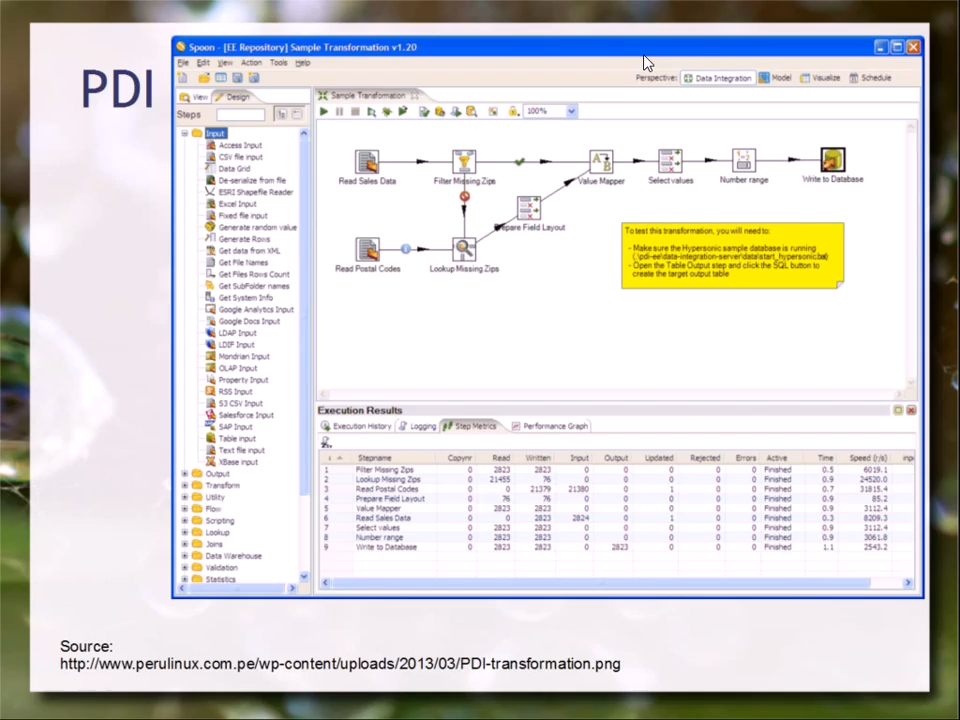 PDI
Spoon - [EE Repository] Sample Transformation v1.20
File Edit View Action Tools Help
Perspective: Data Integration Model Visualize Schedule
View Design
Steps
Input
Access Input
CSV file input
Data Grid
De-serialize from file
ESRI Shapefile Reader
Excel Input
Fixed file input
Generate random value
Generate Rows
Get data from XML
Get File Names
Get Files Rows Count
Get SubFolder names
Get System Info
Google Analytics Input
Google Docs Input
LDAP Input
LDIF Input
Mondrian Input
OLAP Input
Property Input
RSS Input
S3 CSV Input
Salesforce Input
SAP Input
Table input
Text file input
XBase input
Output
Transform
Utility
Flow
Scripting
Lookup
Joins
Data Warehouse
Validation
Statistics
Sample Transformation
100%
Read Sales Data
Filter Missing Zips
Value Mapper
Select values
Number range
Write to Database
Prepare Field Layout
Read Postal Codes
Lookup Missing Zips
To test this transformation, you will need to:
- Make sure the Hypersonic sample database is running
(.\pdi-ee\data-integration-server\data\start_hypersonic.bat)
- Open the Table Output step and click the SQL button to
create the target output table
Execution Results
Execution History Logging Step Metrics Performance Graph
Stepname Copynr Read Written Input Output Updated Rejected Errors Active Time Speed (r/s) inp
1 Filter Missing Zips 0 2823 2823 0 0 0 0 0 Finished 0.5 6019.1
2 Lookup Missing Zips 0 21455 76 0 0 0 0 0 Finished 0.9 24520.0
3 Read Postal Codes 0 0 21379 21380 0 1 0 0 Finished 0.7 31815.4
4 Prepare Field Layout 0 76 76 0 0 0 0 0 Finished 0.9 85.2
5 Value Mapper 0 2823 2823 0 0 0 0 0 Finished 0.9 3112.4
6 Read Sales Data 0 0 2823 2824 0 1 0 0 Finished 0.3 8209.3
7 Select values 0 2823 2823 0 0 0 0 0 Finished 0.9 3112.4
8 Number range 0 2823 2823 0 0 0 0 0 Finished 0.9 3061.8
9 Write to Database 0 2823 2823 0 2823 0 0 0 Finished 1.1 2543.2
Source:
http://www.perulinux.com.pe/wp-content/uploads/2013/03/PDI-transformation.png